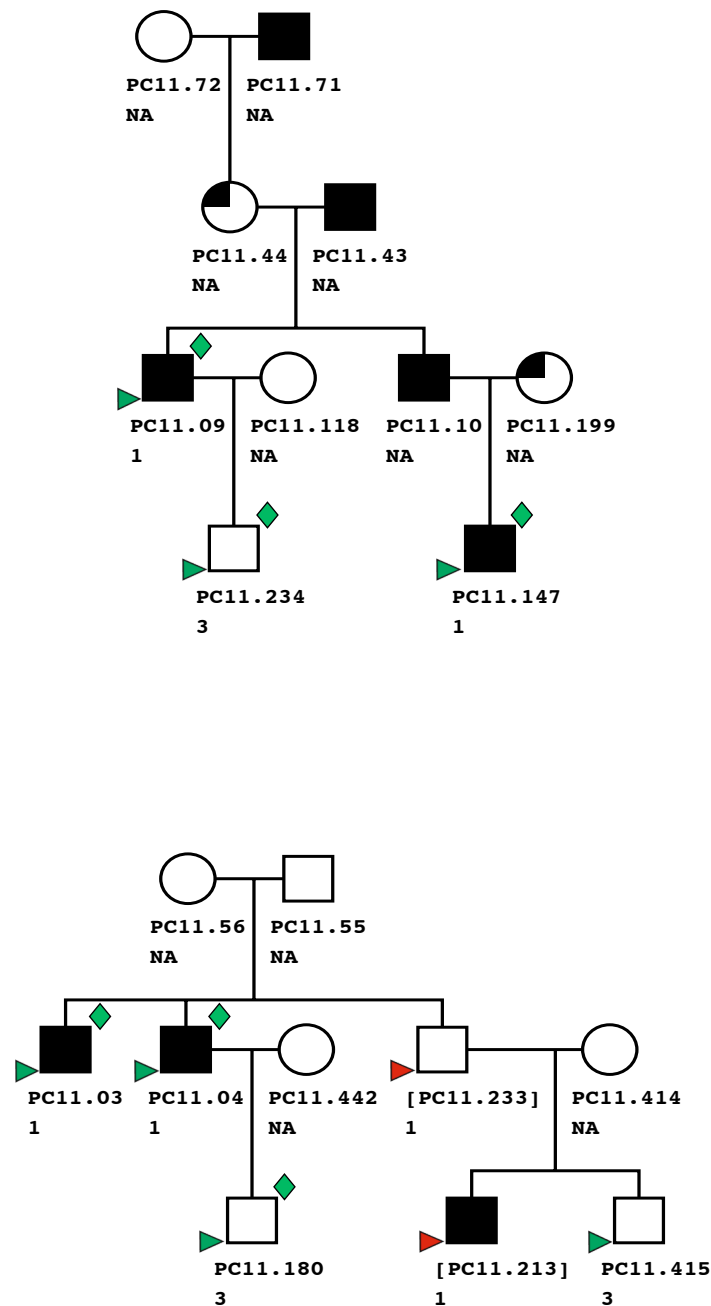 PC11.72 PC11.71
NA NA
PC11.44 PC11.43
NA NA
PC11.09 PC11.118 PC11.10 PC11.199
1 NA NA NA
PC11.234 PC11.147
3 1
PC11.56 PC11.55
NA NA
PC11.03 PC11.04 PC11.442 [PC11.233] PC11.414
1 1 NA 1 NA
PC11.180 [PC11.213] PC11.415
3 1 3